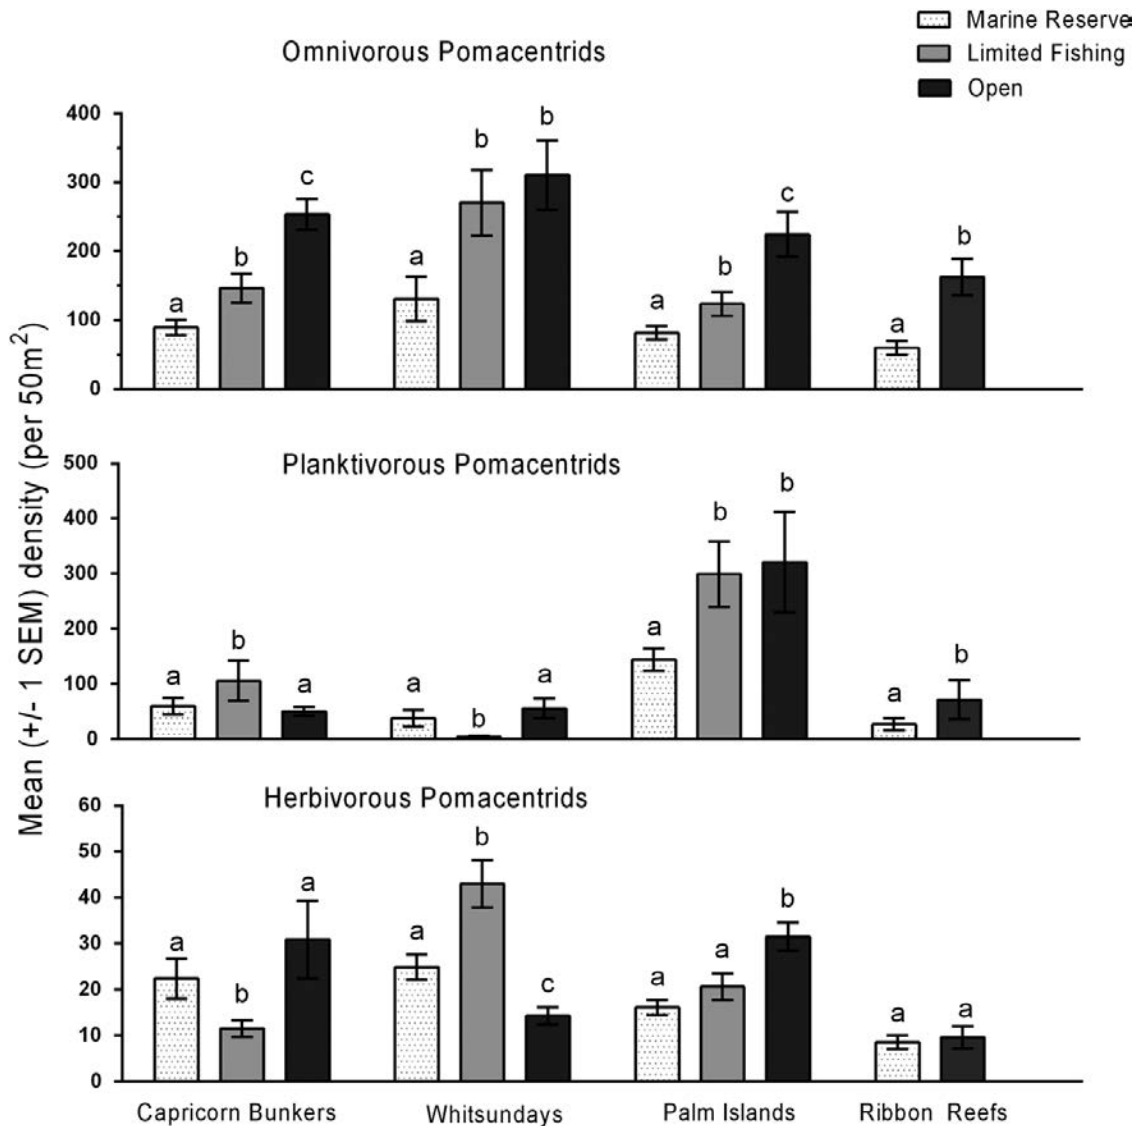 Marine Reserve
Limited Fishing
Open
Omnivorous Pomacentrids
400
300
200
100
0
a
b
c
a
b
b
a
b
c
a
b
Mean (+/- 1 SEM) density (per 50m²)
Planktivorous Pomacentrids
500
400
300
200
100
0
a
b
a
a
b
a
a
b
b
a
b
Herbivorous Pomacentrids
60
50
40
30
20
10
0
a
b
a
a
b
c
a
a
b
a
a
Capricorn Bunkers
Whitsundays
Palm Islands
Ribbon Reefs